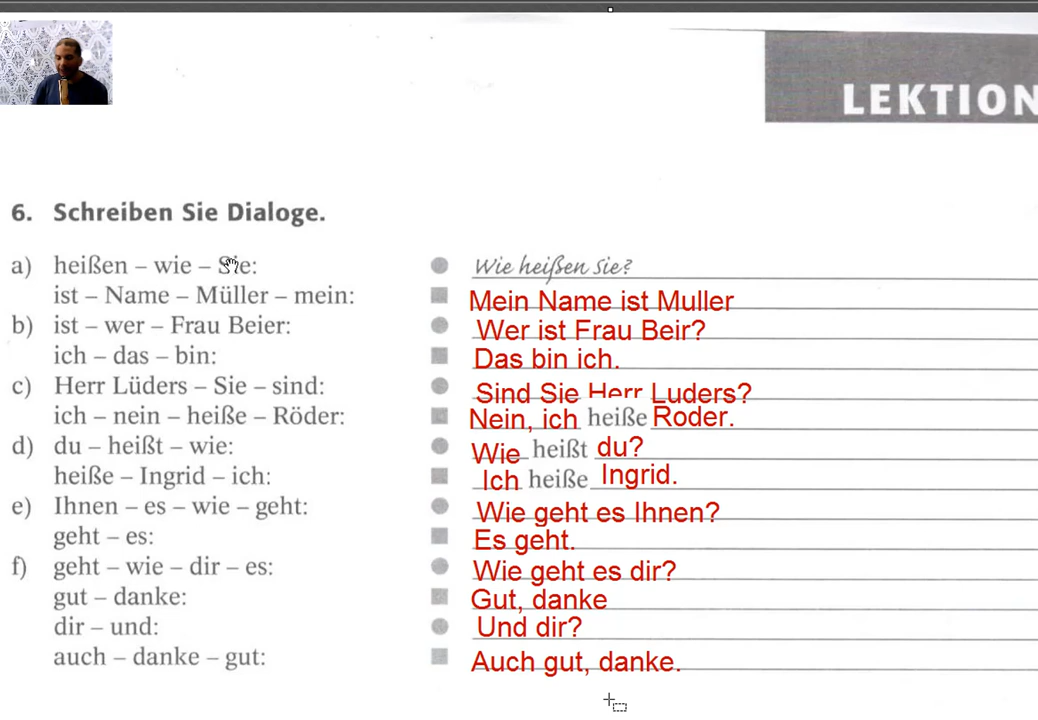 LEKTION
6. Schreiben Sie Dialoge.
a) heißen – wie – Sie: Wie heißen Sie?
ist – Name – Müller – mein: Mein Name ist Muller
b) ist – wer – Frau Beier: Wer ist Frau Beir?
ich – das – bin: Das bin ich.
c) Herr Lüders – Sie – sind: Sind Sie Herr Luders?
ich – nein – heiße – Röder: Nein, ich heiße Roder.
d) du – heißt – wie: Wie heißt du?
heiße – Ingrid – ich: Ich heiße Ingrid.
e) Ihnen – es – wie – geht: Wie geht es Ihnen?
geht – es: Es geht.
f) geht – wie – dir – es: Wie geht es dir?
gut – danke: Gut, danke
dir – und: Und dir?
auch – danke – gut: Auch gut, danke.